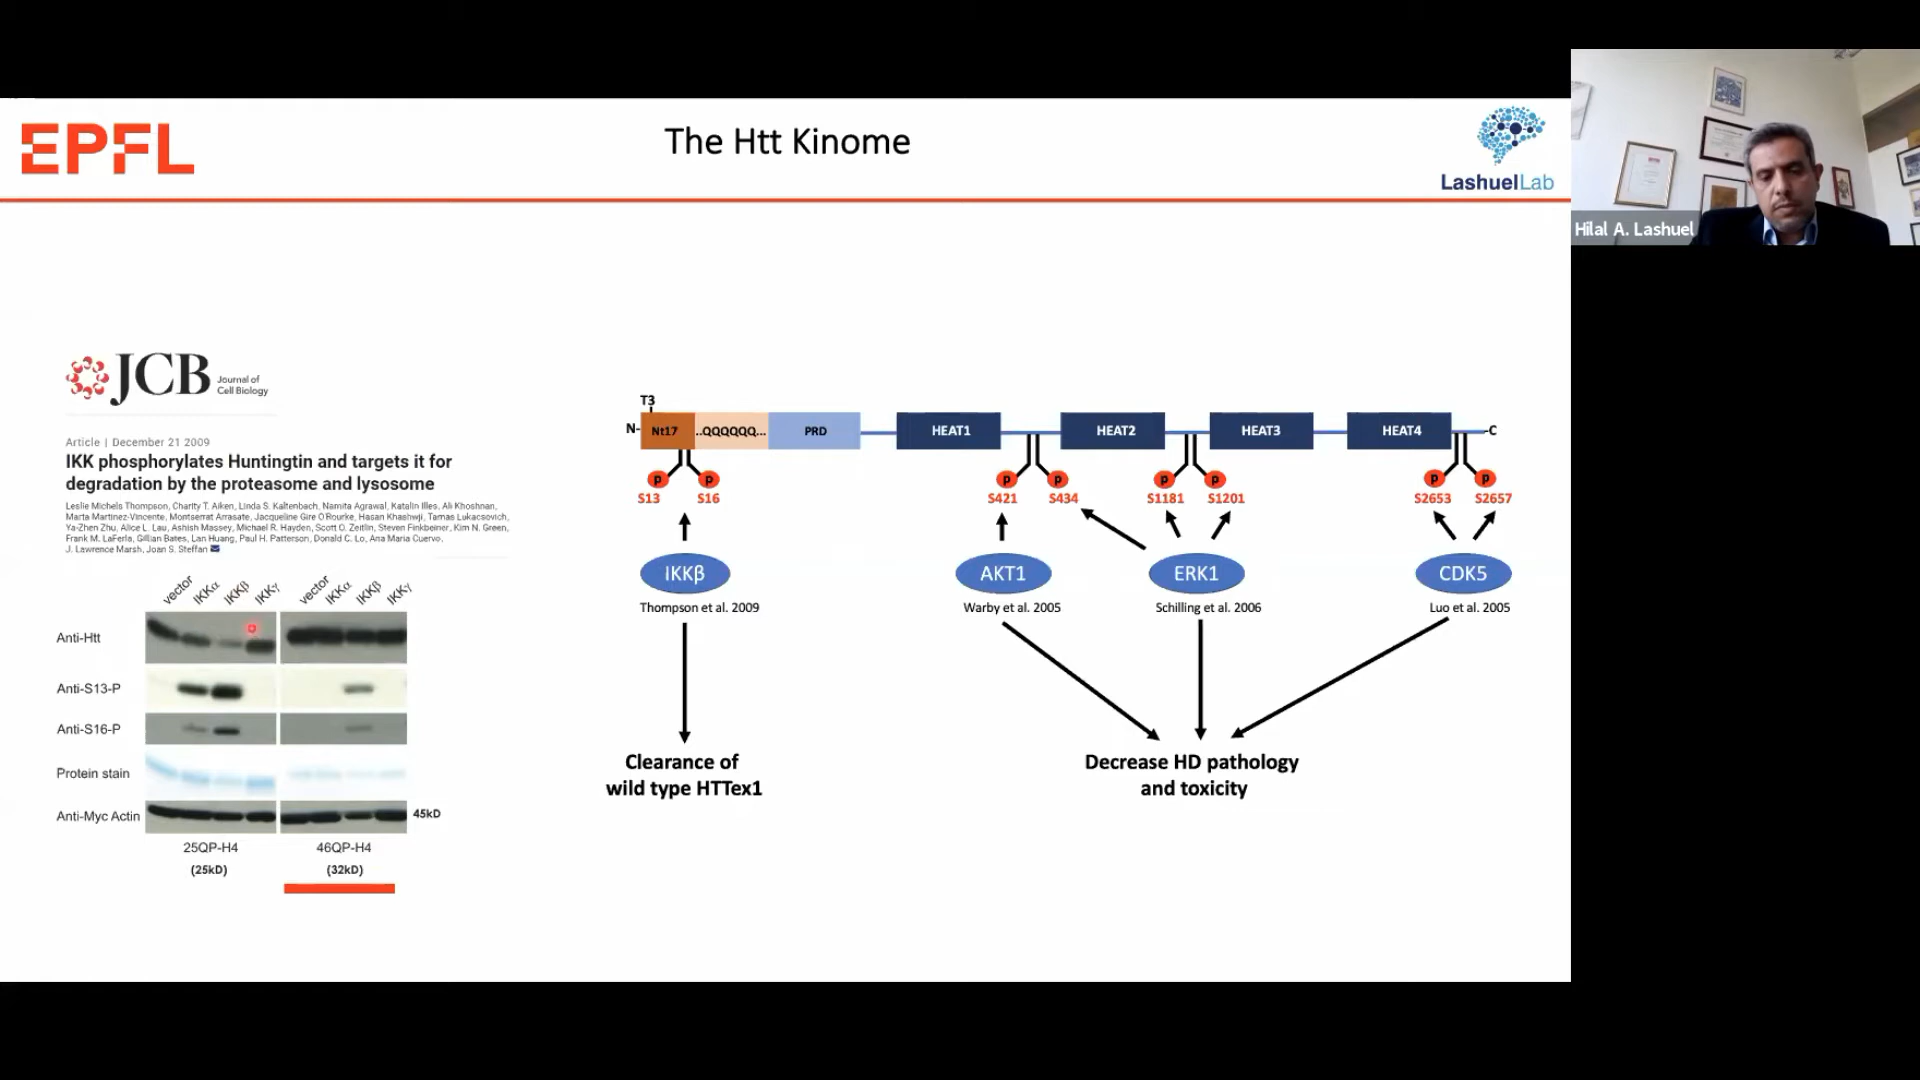 EPFL
The Htt Kinome
LashuelLab
Hilal A. Lashuel
JCB Journal of
Cell Biology
Article | December 21 2009
IKK phosphorylates Huntingtin and targets it for
degradation by the proteasome and lysosome
Leslie Michels Thompson, Charity T. Aiken, Linda S. Kaltenbach, Namita Agrawal, Katalin Illes, Ali Khoshnan,
Marta Martinez-Vincente, Montserrat Arrasate, Jacqueline Gire O'Rourke, Hasan Khashwji, Tamas Lukacsovich,
Ya-Zhen Zhu, Alice L. Lau, Ashish Massey, Michael R. Hayden, Scott O. Zeitlin, Steven Finkbeiner, Kim N. Green,
Frank M. LaFerla, Gillian Bates, Lan Huang, Paul H. Patterson, Donald C. Lo, Ana Maria Cuervo,
J. Lawrence Marsh, Joan S. Steffan
vector IKKα IKKβ IKKγ vector IKKα IKKβ IKKγ
Anti-Htt
Anti-S13-P
Anti-S16-P
Protein stain
Anti-Myc Actin 45kD
25QP-H4 46QP-H4
(25kD) (32kD)
T3
N- Nt17 ..QQQQQQ... PRD HEAT1 HEAT2 HEAT3 HEAT4 -C
p p p p p p p p
S13 S16 S421 S434 S1181 S1201 S2653 S2657
IKKβ AKT1 ERK1 CDK5
Thompson et al. 2009 Warby et al. 2005 Schilling et al. 2006 Luo et al. 2005
Clearance of
wild type HTTex1
Decrease HD pathology
and toxicity